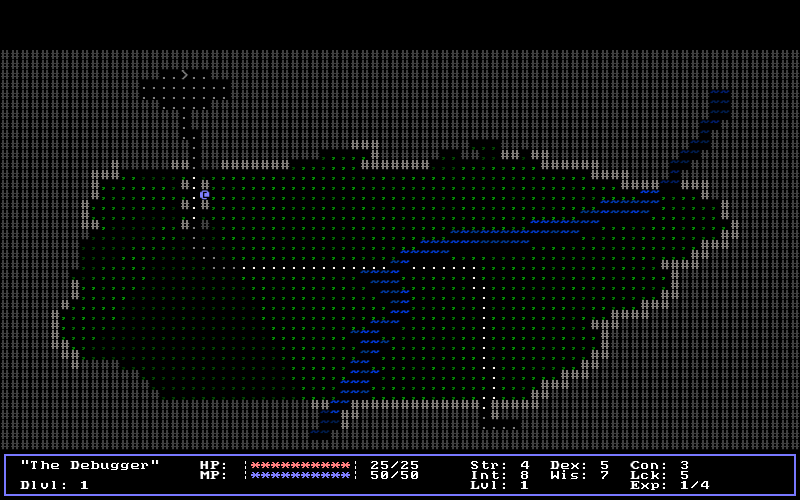 "The Debugger" HP: ¦**********¦ 25/25 Str: 4 Dex: 5 Con: 3
MP: ¦**********¦ 50/50 Int: 8 Wis: 7 Lck: 5
Dlvl: 1 Lvl: 1 Exp: 1/4